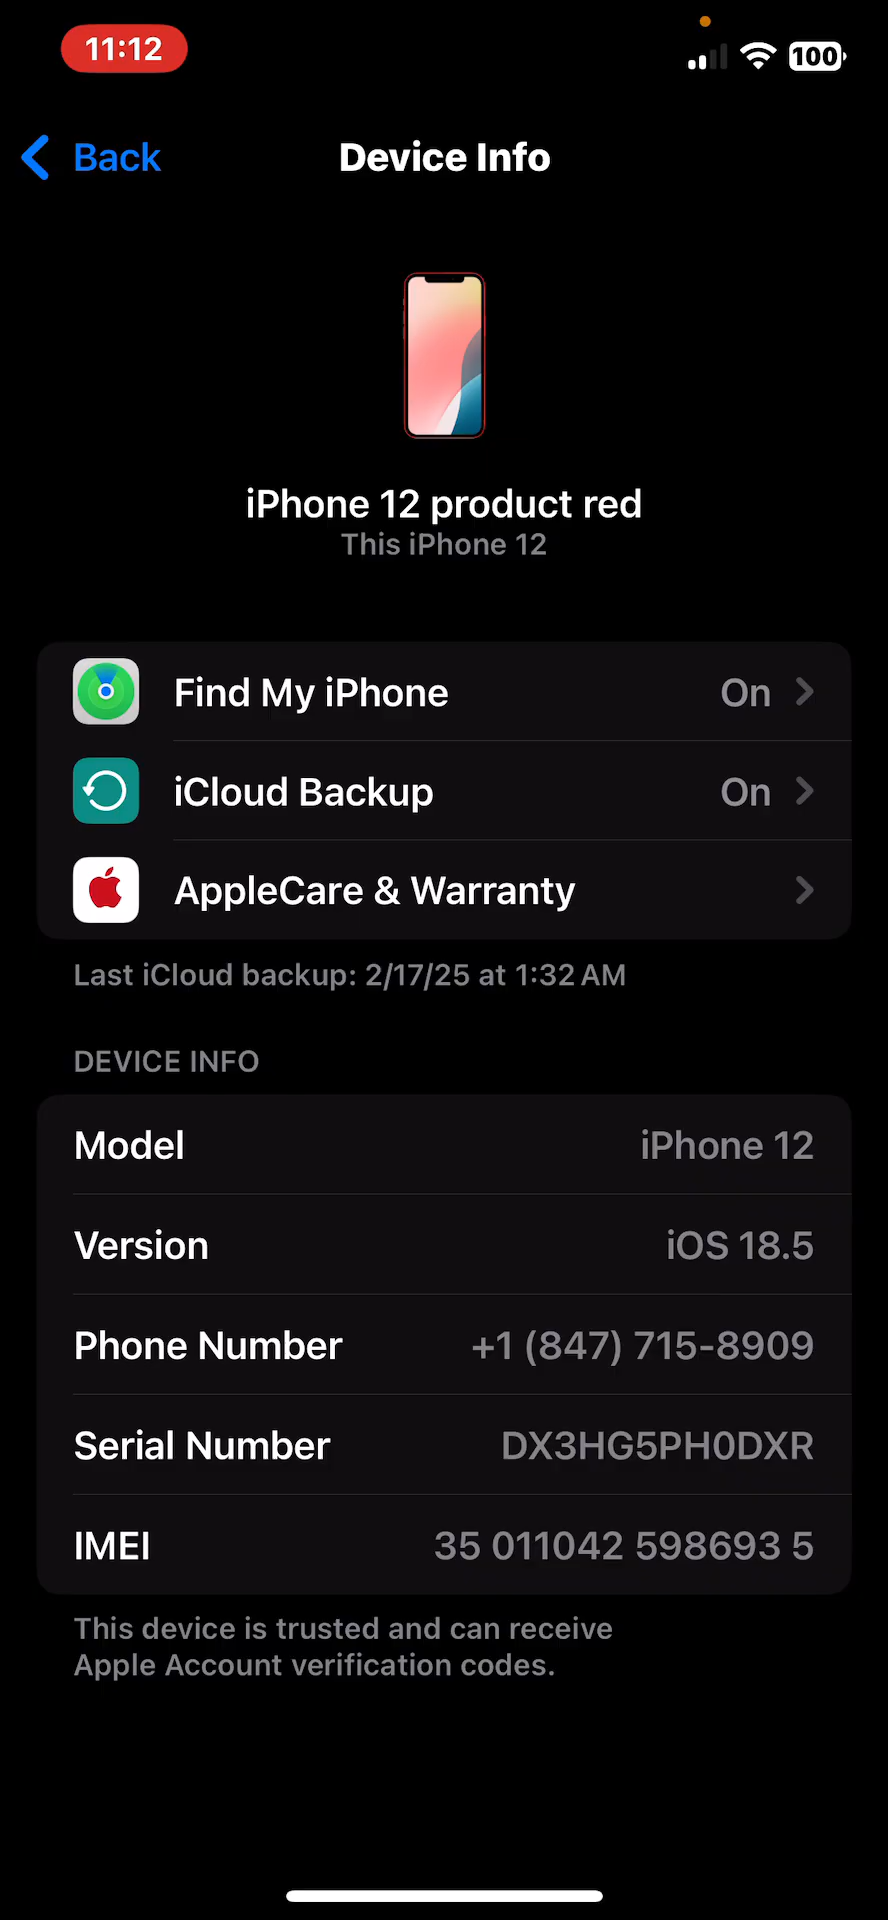 11:12
100
Back
Device Info
iPhone 12 product red
This iPhone 12
Find My iPhone On
iCloud Backup On
AppleCare & Warranty
Last iCloud backup: 2/17/25 at 1:32 AM
DEVICE INFO
Model iPhone 12
Version iOS 18.5
Phone Number +1 (847) 715-8909
Serial Number DX3HG5PH0DXR
IMEI 35 011042 598693 5
This device is trusted and can receive
Apple Account verification codes.